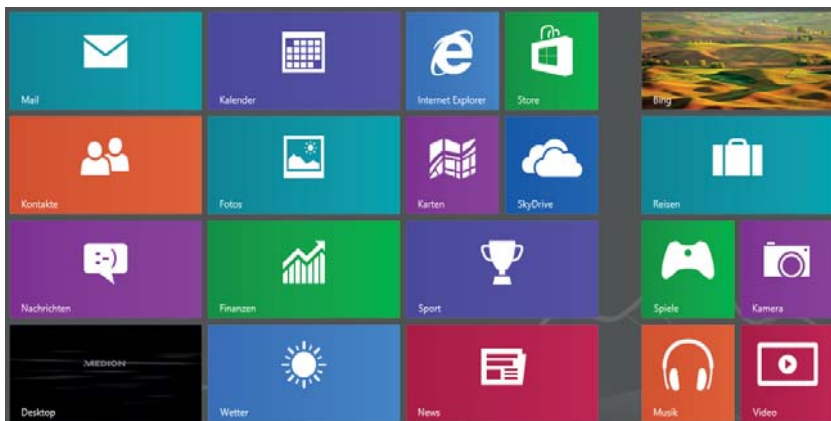 Mail
Kalender
Internet Explorer
Store
Bing
Kontakte
Fotos
Karten
SkyDrive
Reisen
:-)
Nachrichten
Finanzen
Sport
Spiele
Kamera
MEDION
Desktop
Wetter
News
Musik
Video